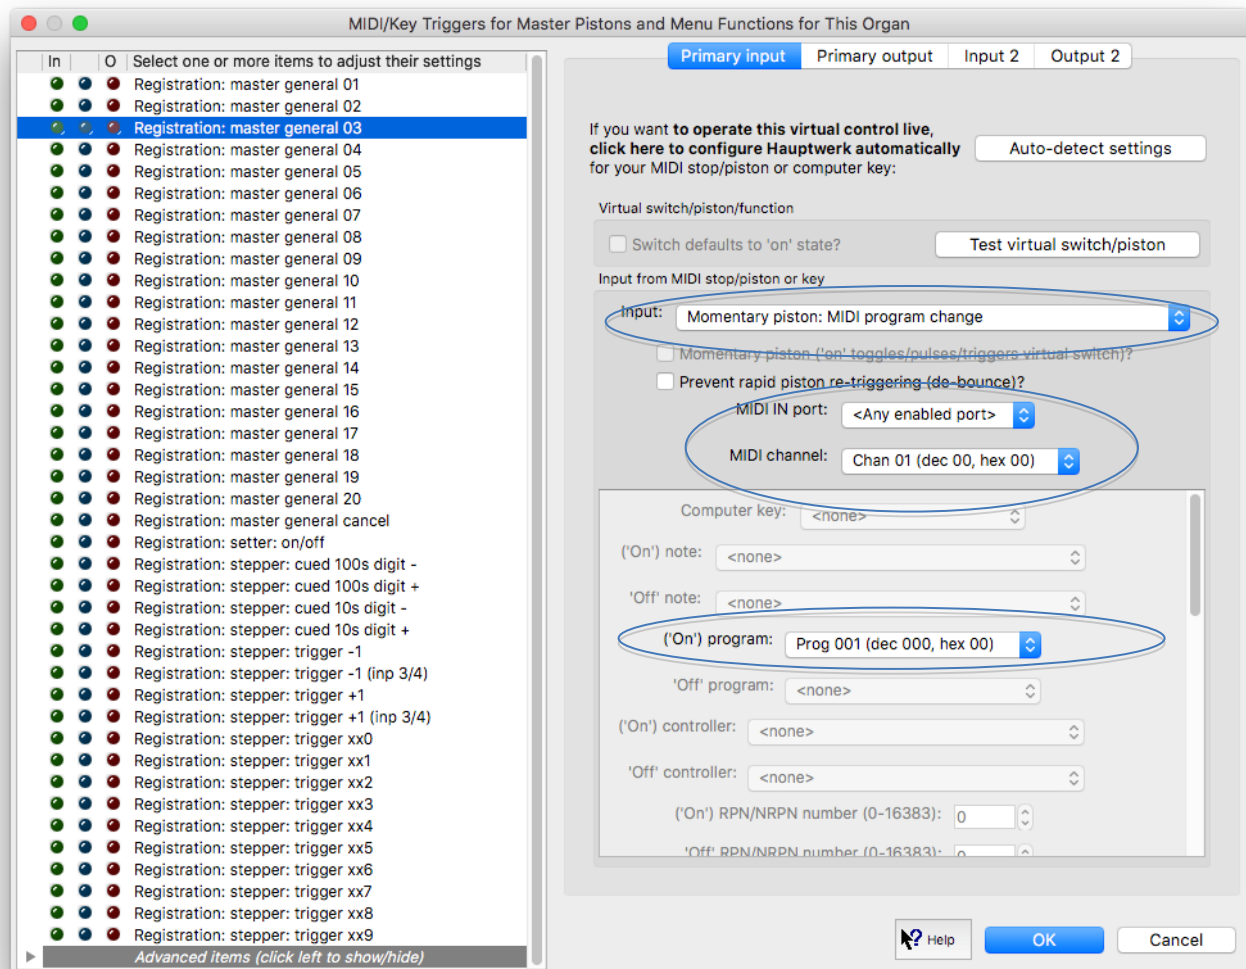 MIDI/Key Triggers for Master Pistons and Menu Functions for This Organ
In O Select one or more items to adjust their settings
Registration: master general 01
Registration: master general 02
Registration: master general 03
Registration: master general 04
Registration: master general 05
Registration: master general 06
Registration: master general 07
Registration: master general 08
Registration: master general 09
Registration: master general 10
Registration: master general 11
Registration: master general 12
Registration: master general 13
Registration: master general 14
Registration: master general 15
Registration: master general 16
Registration: master general 17
Registration: master general 18
Registration: master general 19
Registration: master general 20
Registration: master general cancel
Registration: setter: on/off
Registration: stepper: cued 100s digit -
Registration: stepper: cued 100s digit +
Registration: stepper: cued 10s digit -
Registration: stepper: cued 10s digit +
Registration: stepper: trigger -1
Registration: stepper: trigger -1 (inp 3/4)
Registration: stepper: trigger +1
Registration: stepper: trigger +1 (inp 3/4)
Registration: stepper: trigger xx0
Registration: stepper: trigger xx1
Registration: stepper: trigger xx2
Registration: stepper: trigger xx3
Registration: stepper: trigger xx4
Registration: stepper: trigger xx5
Registration: stepper: trigger xx6
Registration: stepper: trigger xx7
Registration: stepper: trigger xx8
Registration: stepper: trigger xx9
Advanced items (click left to show/hide)
Primary input Primary output Input 2 Output 2
If you want to operate this virtual control live,
click here to configure Hauptwerk automatically
for your MIDI stop/piston or computer key:
Auto-detect settings
Virtual switch/piston/function
Switch defaults to 'on' state? Test virtual switch/piston
Input from MIDI stop/piston or key
Input: Momentary piston: MIDI program change
Momentary piston ('on' toggles/pulses/triggers virtual switch)?
Prevent rapid piston re-triggering (de-bounce)?
MIDI IN port: <Any enabled port>
MIDI channel: Chan 01 (dec 00, hex 00)
Computer key: <none>
('On') note: <none>
'Off' note: <none>
('On') program: Prog 001 (dec 000, hex 00)
'Off' program: <none>
('On') controller: <none>
'Off' controller: <none>
('On') RPN/NRPN number (0-16383): 0
'Off' RPN/NRPN number (0-16383): 0
Help OK Cancel